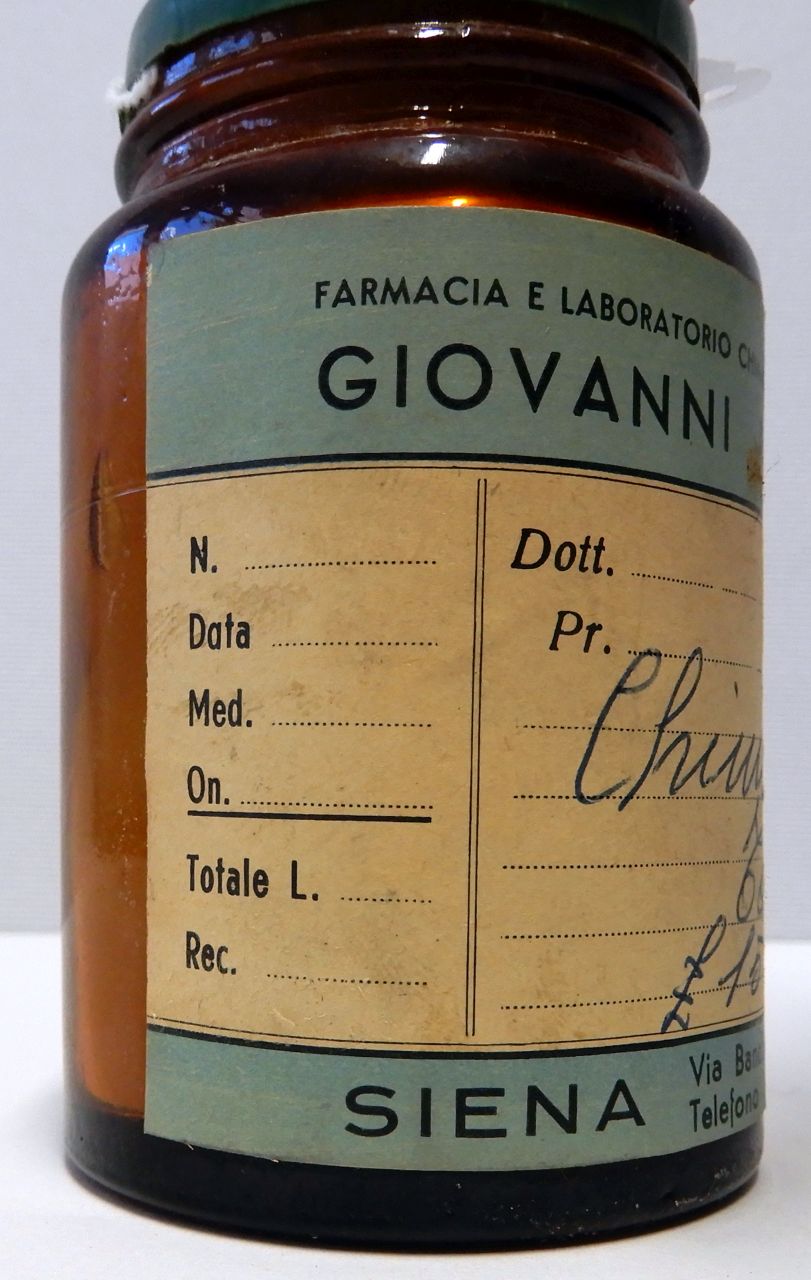 FARMACIA E LABORATORIO
GIOVANNI
N.
Data
Med.
On.
Totale L.
Rec.
Dott.
Pr.
SIENA
Via
Telefono